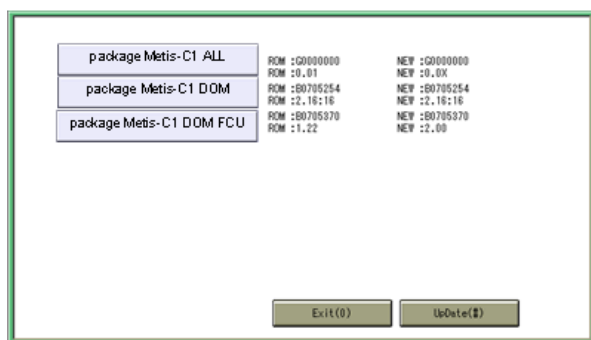 package Metis-C1 ALL
ROM :G0000000 NEW :G0000000
ROM :0.01 NEW :0.0X
package Metis-C1 DOM
ROM :B0705254 NEW :B0705254
ROM :2.16:16 NEW :2.16:16
package Metis-C1 DOM FCU
ROM :B0705370 NEW :B0705370
ROM :1.22 NEW :2.00
Exit(0) UpDate(#)